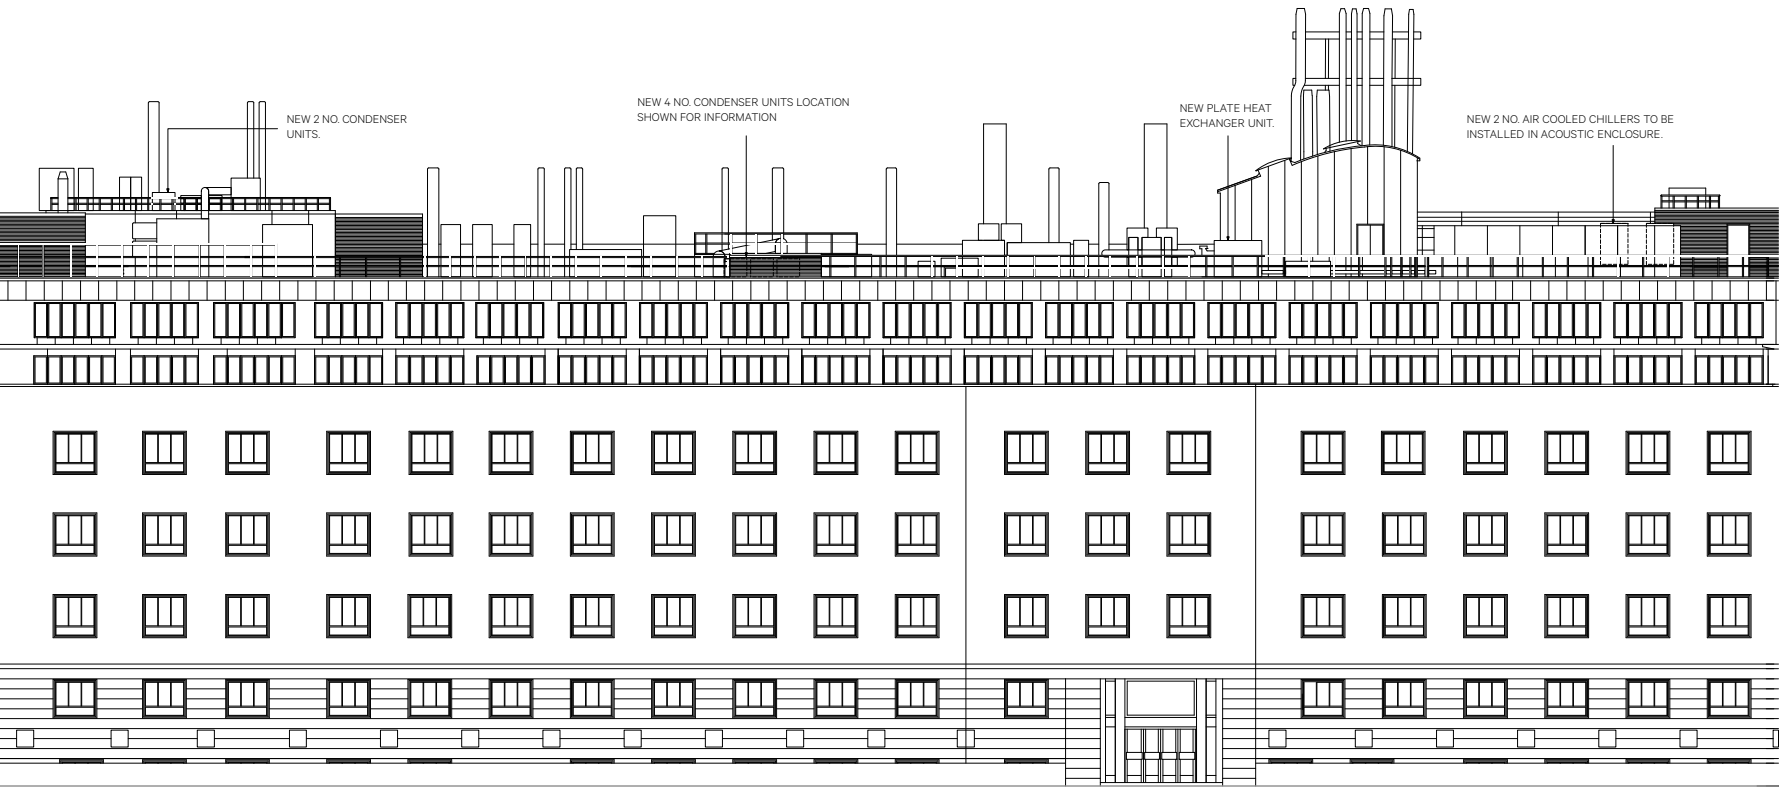 NEW 2 NO. CONDENSER
UNITS.
NEW 4 NO. CONDENSER UNITS LOCATION
SHOWN FOR INFORMATION
NEW PLATE HEAT
EXCHANGER UNIT.
NEW 2 NO. AIR COOLED CHILLERS TO BE
INSTALLED IN ACOUSTIC ENCLOSURE.